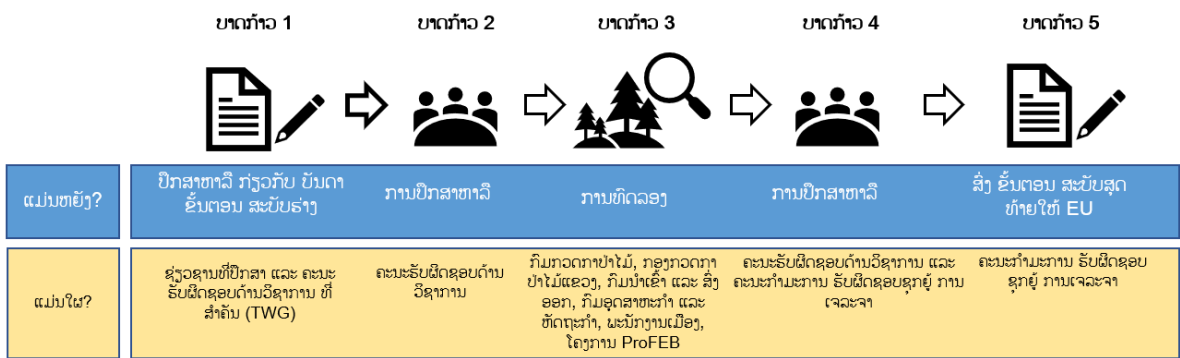 ບາດກ້າວ 1
ບາດກ້າວ 2
ບາດກ້າວ 3
ບາດກ້າວ 4
ບາດກ້າວ 5
ແມ່ນຫຍັງ?
ປຶກສາຫາລື ກ່ຽວກັບ ບັນດາ
ຂັ້ນຕອນ ສະບັບຮ່າງ
ການປຶກສາຫາລື
ການທົດລອງ
ການປຶກສາຫາລື
ສົ່ງ ຂັ້ນຕອນ ສະບັບສຸດ
ທ້າຍໃຫ້ EU
ແມ່ນໃຜ?
ຊ່ຽວຊານທີ່ປຶກສາ ແລະ ຄະນະ
ຮັບຜິດຊອບດ້ານວິຊາການ ທີ່
ສຳຄັນ (TWG)
ຄະນະຮັບຜິດຊອບດ້ານ
ວິຊາການ
ກົມກວດກາປ່າໄມ້, ກອງກວດກາ
ປ່າໄມ້ແຂວງ, ກົມນຳເຂົ້າ ແລະ ສົ່ງ
ອອກ, ກົມອຸດສາຫະກຳ ແລະ
ຫັດຖະກຳ, ພະນັກງານເມືອງ,
ໂຄງການ ProFEB
ຄະນະຮັບຜິດຊອບດ້ານວິຊາການ ແລະ
ຄະນະກຳມະການ ຮັບຜິດຊອບຊຸກຍູ້ ການ
ເຈລະຈາ
ຄະນະກຳມະການ ຮັບຜິດຊອບ
ຊຸກຍູ້ ການເຈລະຈາ